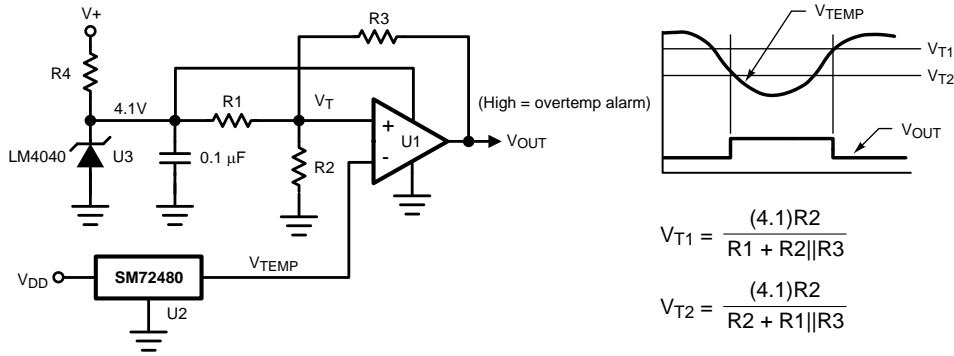 V+
R4
R3
4.1V
R1
VT
U1
(High = overtemp alarm)
VOUT
LM4040
U3
0.1 μF
R2
+
-
VTEMP
VDD
SM72480
U2
VTEMP
VT1
VT2
VOUT
VT1 = (4.1)R2
R1 + R2||R3
VT2 = (4.1)R2
R2 + R1||R3